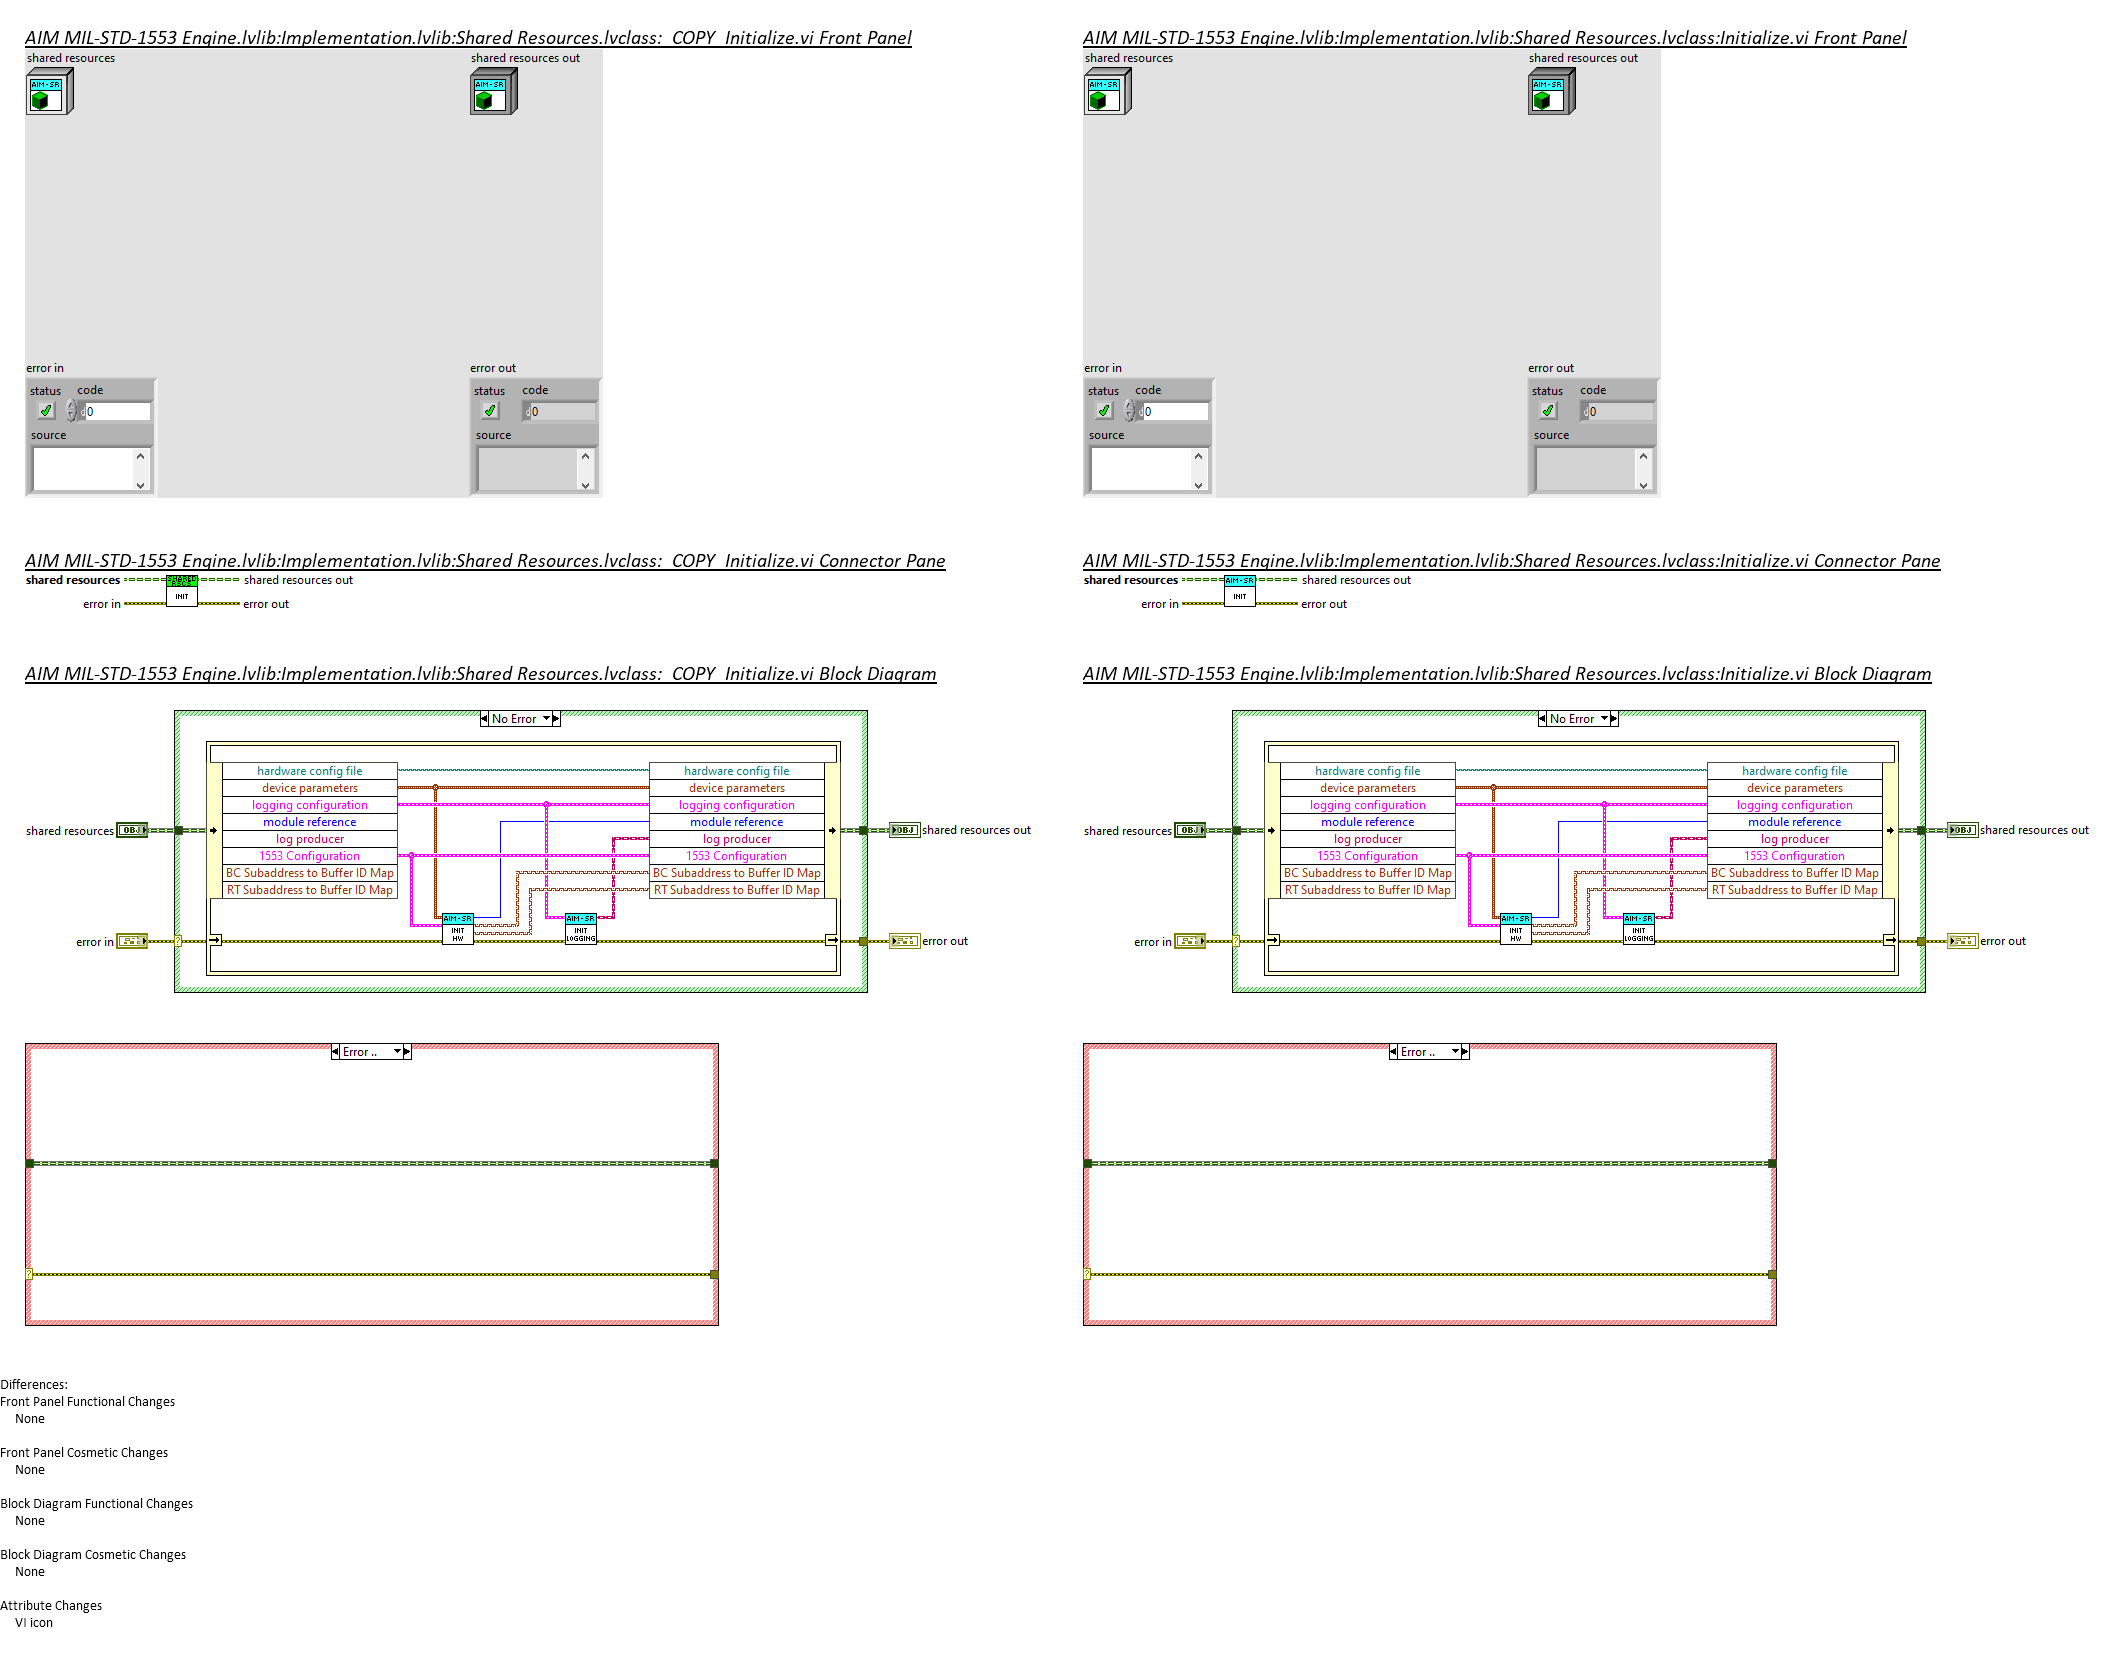 AIM MIL-STD-1553 Engine.lvlib:Implementation.lvlib:Shared Resources.lvclass:_COPY_Initialize.vi Front Panel
shared resources
shared resources out
AIM-SR
AIM-SR
error in
error out
status code
status code
0
0
source
source
AIM MIL-STD-1553 Engine.lvlib:Implementation.lvlib:Shared Resources.lvclass:Initialize.vi Front Panel
shared resources
shared resources out
AIM-SR
AIM-SR
error in
error out
status code
status code
0
0
source
source
AIM MIL-STD-1553 Engine.lvlib:Implementation.lvlib:Shared Resources.lvclass:_COPY_Initialize.vi Connector Pane
shared resources
SHARED
shared resources out
error in
INIT
error out
AIM MIL-STD-1553 Engine.lvlib:Implementation.lvlib:Shared Resources.lvclass:Initialize.vi Connector Pane
shared resources
AIM-SR
shared resources out
error in
INIT
error out
AIM MIL-STD-1553 Engine.lvlib:Implementation.lvlib:Shared Resources.lvclass:_COPY_Initialize.vi Block Diagram
No Error
hardware config file
device parameters
logging configuration
module reference
log producer
1553 Configuration
BC Subaddress to Buffer ID Map
RT Subaddress to Buffer ID Map
hardware config file
device parameters
logging configuration
module reference
log producer
1553 Configuration
BC Subaddress to Buffer ID Map
RT Subaddress to Buffer ID Map
shared resources
OBJ
OBJ
shared resources out
AIM-SR
INIT
HW
AIM-SR
INIT
LOGGING
error in
?
error out
Error ..
?
AIM MIL-STD-1553 Engine.lvlib:Implementation.lvlib:Shared Resources.lvclass:Initialize.vi Block Diagram
No Error
hardware config file
device parameters
logging configuration
module reference
log producer
1553 Configuration
BC Subaddress to Buffer ID Map
RT Subaddress to Buffer ID Map
hardware config file
device parameters
logging configuration
module reference
log producer
1553 Configuration
BC Subaddress to Buffer ID Map
RT Subaddress to Buffer ID Map
shared resources
OBJ
OBJ
shared resources out
AIM-SR
INIT
HW
AIM-SR
INIT
LOGGING
error in
?
error out
Error ..
?
Differences:
Front Panel Functional Changes
None
Front Panel Cosmetic Changes
None
Block Diagram Functional Changes
None
Block Diagram Cosmetic Changes
None
Attribute Changes
VI icon